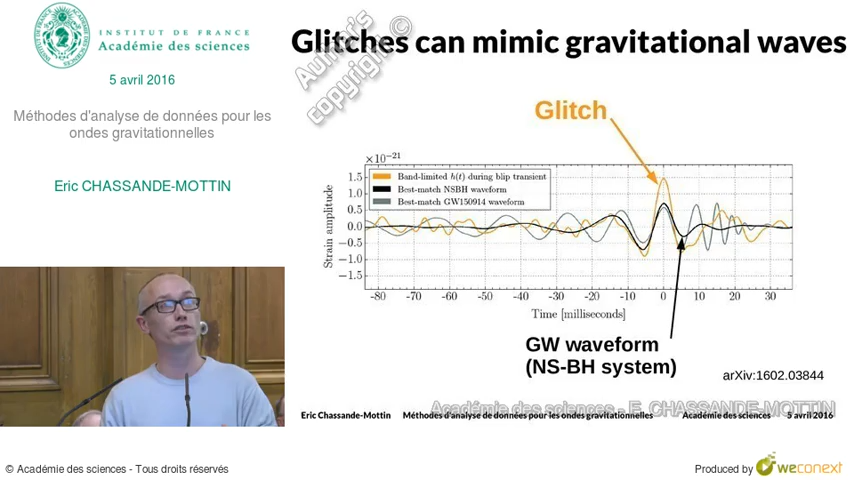 INSTITUT DE FRANCE
Académie des sciences
5 avril 2016
Méthodes d'analyse de données pour les
ondes gravitationnelles
Eric CHASSANDE-MOTTIN
Author's
copyright ©
Glitches can mimic gravitational waves
Glitch
×10⁻²¹
Band-limited h(t) during blip transient
Best-match NSBH waveform
Best-match GW150914 waveform
Strain amplitude
1.5
1.0
0.5
0.0
−0.5
−1.0
−1.5
-80 -70 -60 -50 -40 -30 -20 -10 0 10 20 30
Time [milliseconds]
GW waveform
(NS-BH system)
arXiv:1602.03844
Académie des sciences - E. CHASSANDE-MOTTIN
Eric Chassande-Mottin Méthodes d'analyse de données pour les ondes gravitationnelles Académie des sciences 5 avril 2016
© Académie des sciences - Tous droits réservés
Produced by weconext